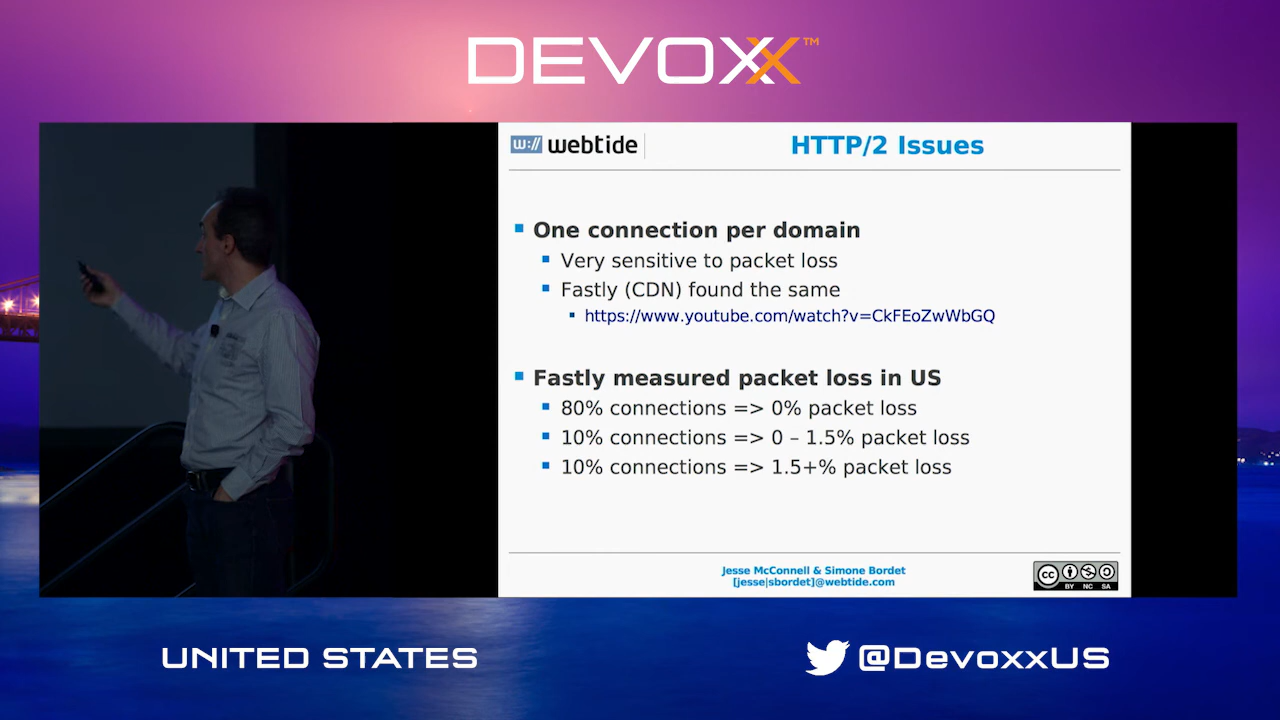 DEVOXX™
w:// webtide
HTTP/2 Issues
One connection per domain
Very sensitive to packet loss
Fastly (CDN) found the same
https://www.youtube.com/watch?v=CkFEoZwWbGQ
Fastly measured packet loss in US
80% connections => 0% packet loss
10% connections => 0 – 1.5% packet loss
10% connections => 1.5+% packet loss
Jesse McConnell & Simone Bordet
[jesse|sbordet]@webtide.com
cc
BY NC SA
UNITED STATES
@DevoxxUS